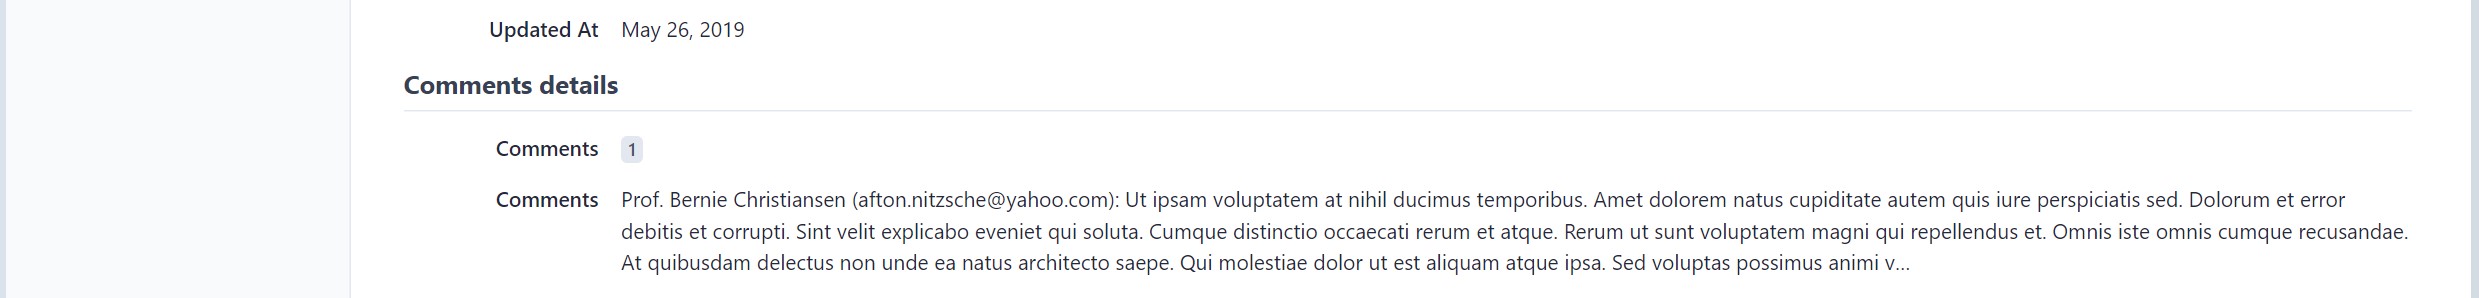 Updated At May 26, 2019
Comments details
Comments 1
Comments Prof. Bernie Christiansen (afton.nitzsche@yahoo.com): Ut ipsam voluptatem at nihil ducimus temporibus. Amet dolorem natus cupiditate autem quis iure perspiciatis sed. Dolorum et error
debitis et corrupti. Sint velit explicabo eveniet qui soluta. Cumque distinctio occaecati rerum et atque. Rerum ut sunt voluptatem magni qui repellendus et. Omnis iste omnis cumque recusandae.
At quibusdam delectus non unde ea natus architecto saepe. Qui molestiae dolor ut est aliquam atque ipsa. Sed voluptas possimus animi v...